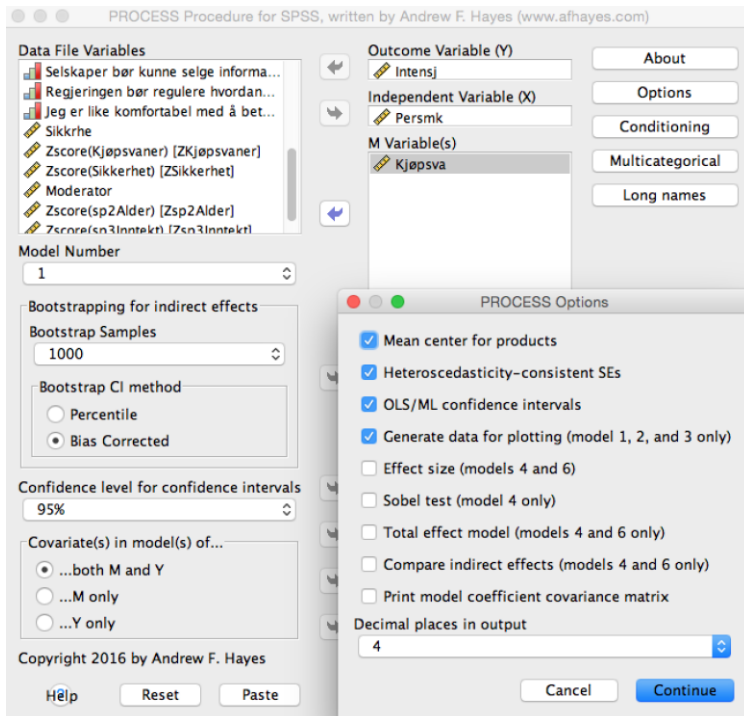 PROCESS Procedure for SPSS, written by Andrew F. Hayes (www.afhayes.com)
Data File Variables
Selskaper bør kunne selge informa...
Regjeringen bør regulere hvordan...
Jeg er like komfortabel med å bet...
Sikkrhe
Zscore(Kjøpsvaner) [ZKjøpsvaner]
Zscore(Sikkerhet) [ZSikkerhet]
Moderator
Zscore(sp2Alder) [Zsp2Alder]
Zscore(sp3Inntekt) [Zsp3Inntekt]
Outcome Variable (Y)
Intensj
Independent Variable (X)
Persmk
M Variable(s)
Kjøpsva
About
Options
Conditioning
Multicategorical
Long names
Model Number
1
Bootstrapping for indirect effects
Bootstrap Samples
1000
Bootstrap CI method
Percentile
Bias Corrected
Confidence level for confidence intervals
95%
Covariate(s) in model(s) of...
...both M and Y
...M only
...Y only
Copyright 2016 by Andrew F. Hayes
Help
Reset
Paste
PROCESS Options
Mean center for products
Heteroscedasticity-consistent SEs
OLS/ML confidence intervals
Generate data for plotting (model 1, 2, and 3 only)
Effect size (models 4 and 6)
Sobel test (model 4 only)
Total effect model (models 4 and 6 only)
Compare indirect effects (models 4 and 6 only)
Print model coefficient covariance matrix
Decimal places in output
4
Cancel
Continue